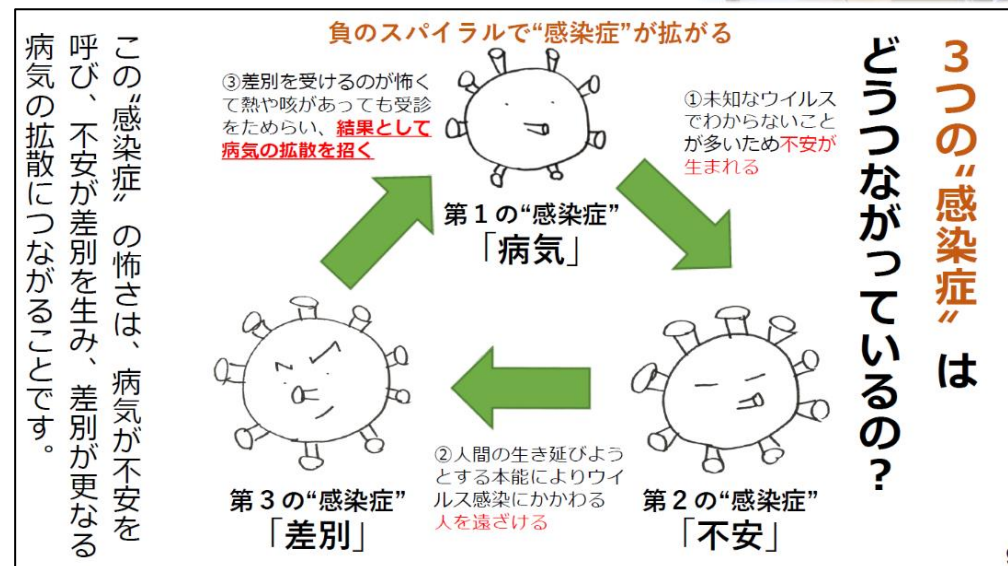 3つの“感染症”は
どうつながっているの？
負のスパイラルで“感染症”が拡がる
①未知なウイルス
でわからないこと
が多いため不安が
生まれる
第１の“感染症”
「病気」
②人間の生き延びよう
とする本能によりウイ
ルス感染にかかわる
人を遠ざける
第２の“感染症”
「不安」
③差別を受けるのが怖く
て熱や咳があっても受診
をためらい、結果として
病気の拡散を招く
第３の“感染症”
「差別」
この“感染症”の怖さは、病気が不安を
呼び、不安が差別を生み、差別が更なる
病気の拡散につながることです。